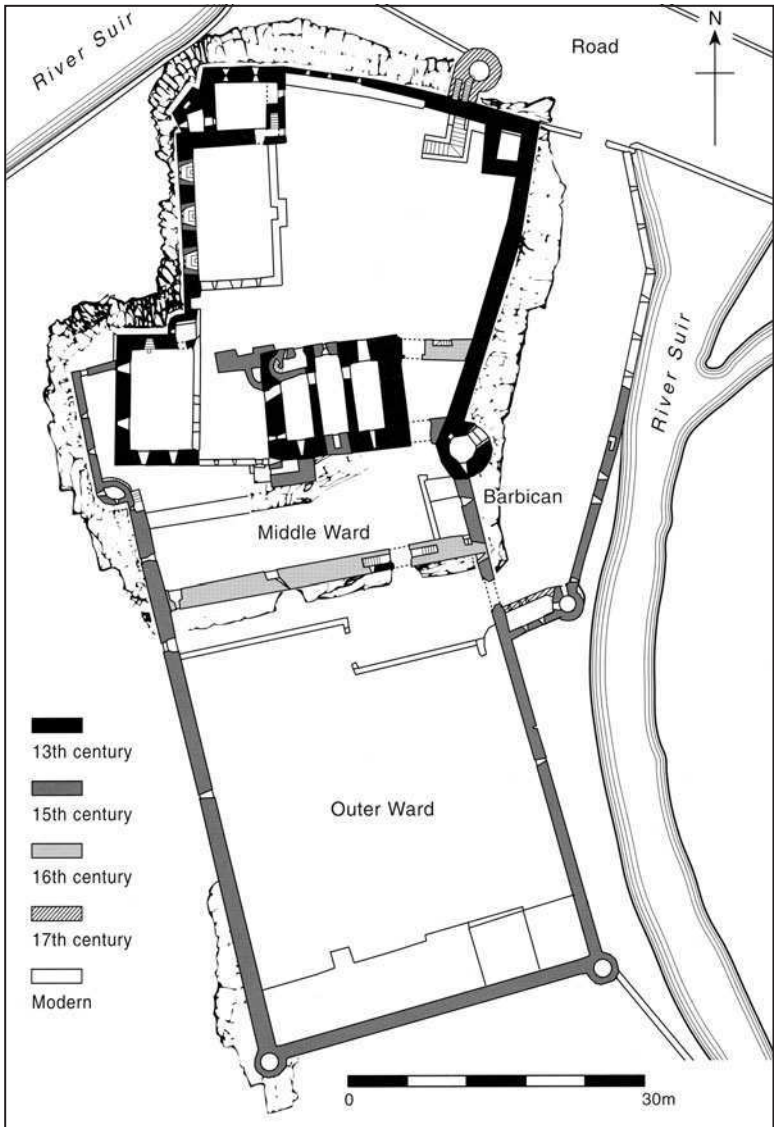 River Suir
Road
N
River Suir
Barbican
Middle Ward
13th century
15th century
Outer Ward
16th century
17th century
Modern
0
30m